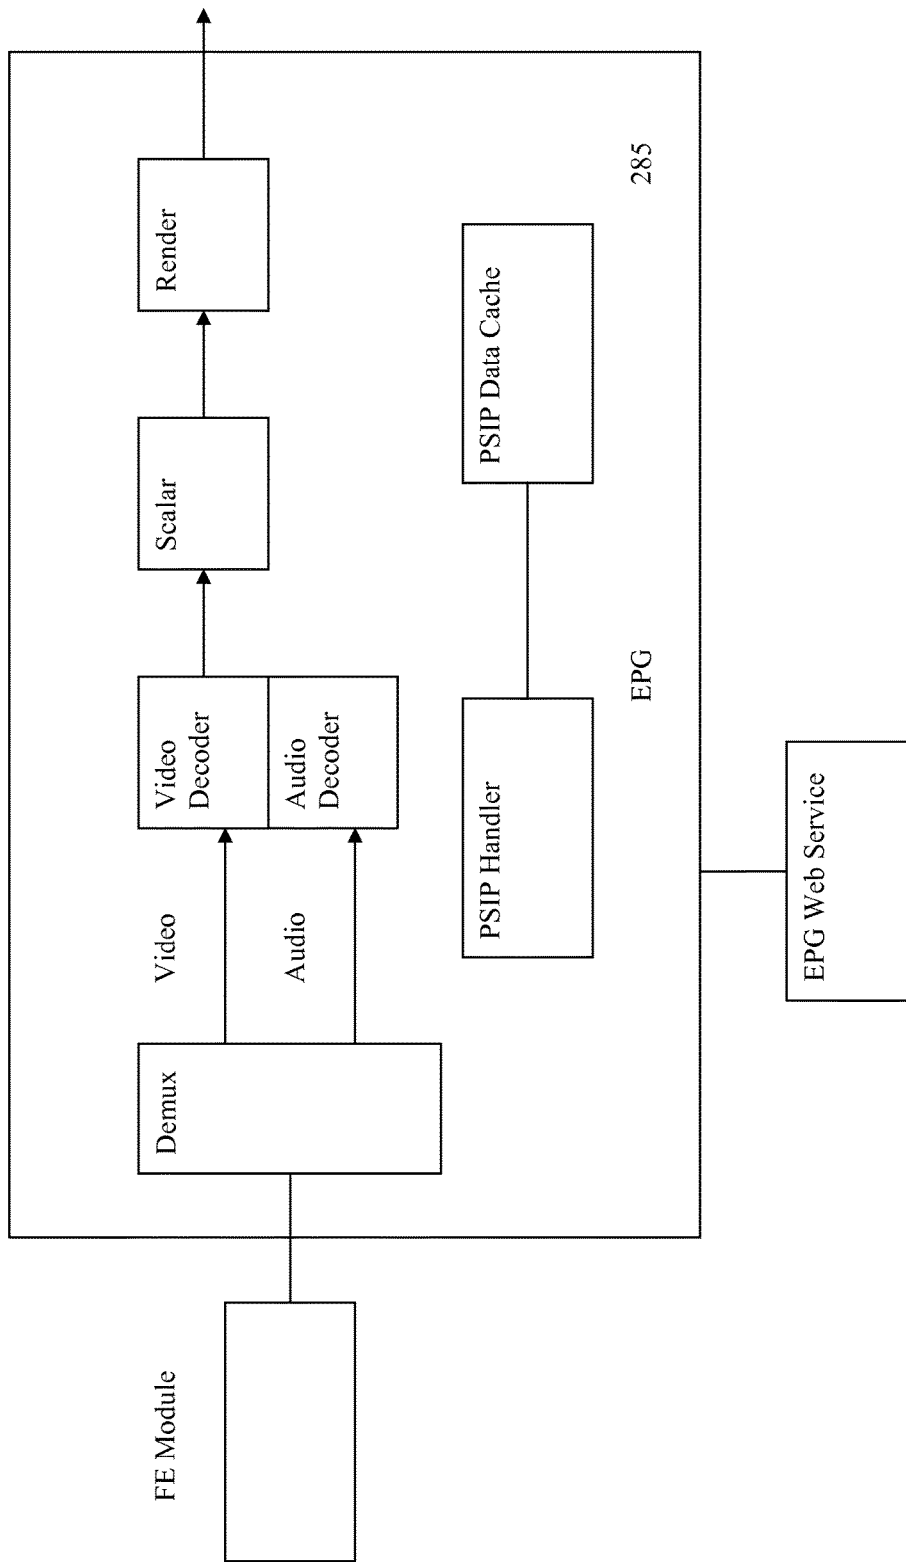 FE Module
Demux
Video
Audio
Video
Decoder
Audio
Decoder
Scalar
Render
PSIP Handler
PSIP Data Cache
EPG
285
EPG Web Service